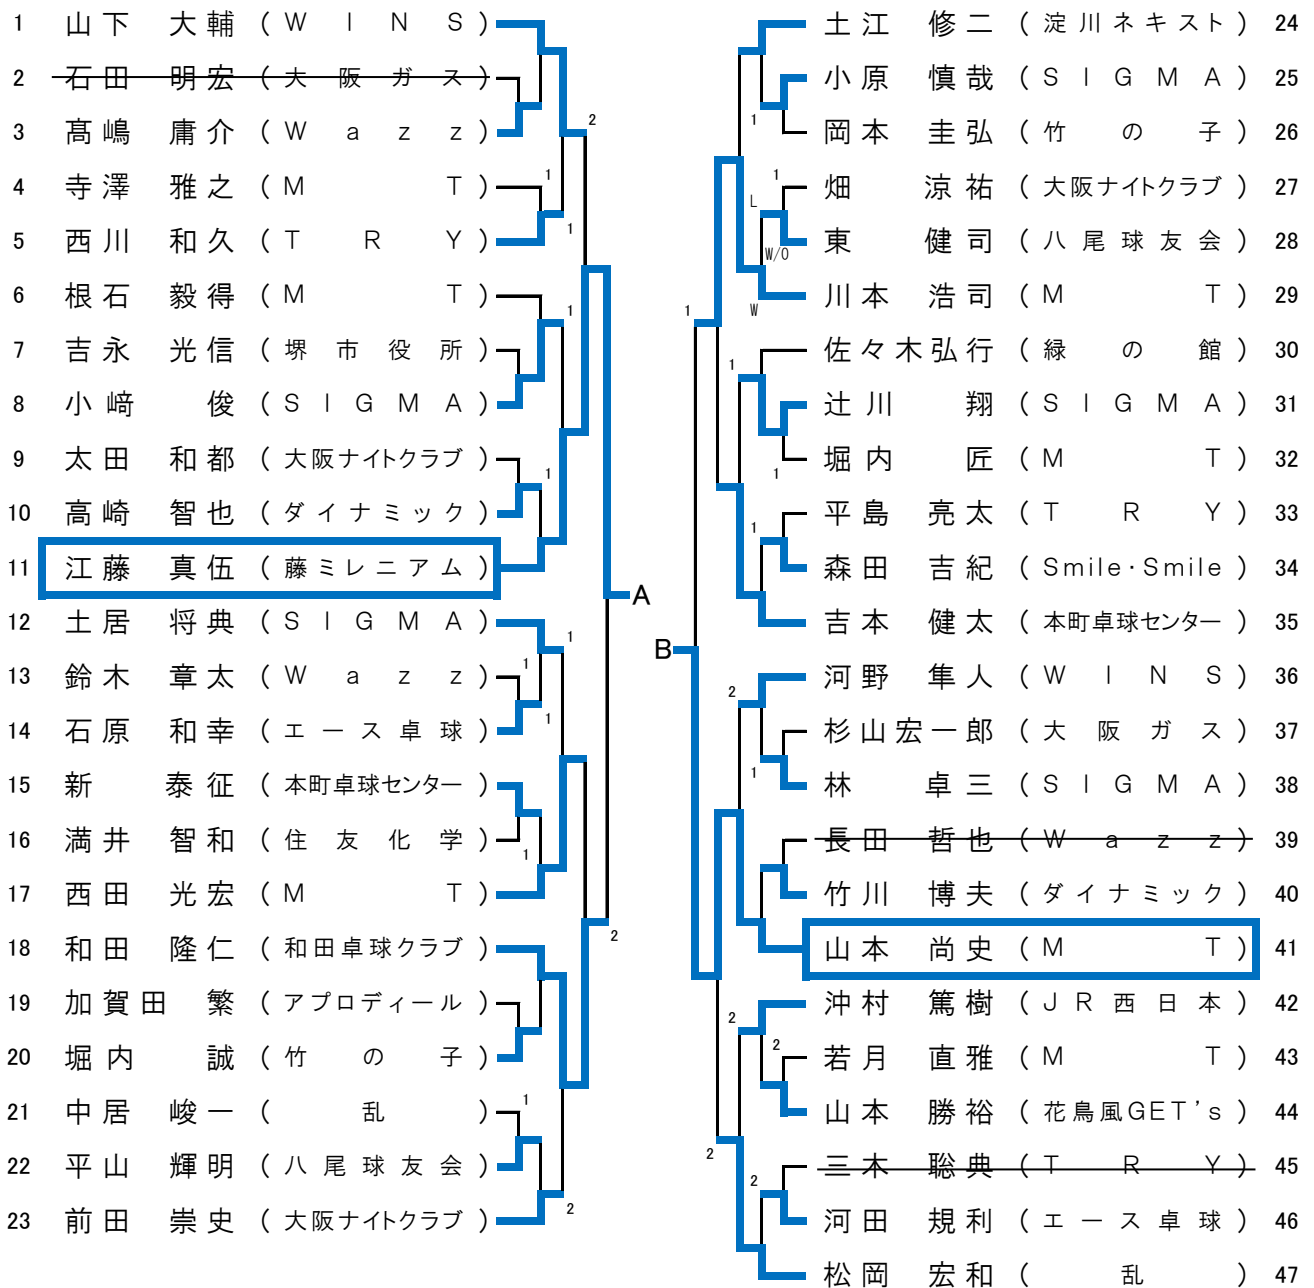 1 山下 大輔 (WINS)
2 石田 明宏 (大阪ガス)
3 髙嶋 庸介 (Wazz)
2
4 寺澤 雅之 (MT)
1
5 西川 和久 (TRY)
1
6 根石 毅得 (MT)
1
7 吉永 光信 (堺市役所)
8 小﨑 俊 (SIGMA)
9 太田 和都 (大阪ナイトクラブ)
1
10 高崎 智也 (ダイナミック)
11 江藤 真伍 (藤ミレニアム)
A
12 土居 将典 (SIGMA)
1
13 鈴木 章太 (Wazz)
1
14 石原 和幸 (エース卓球)
1
15 新 泰征 (本町卓球センター)
16 満井 智和 (住友化学)
1
17 西田 光宏 (MT)
18 和田 隆仁 (和田卓球クラブ)
2
19 加賀田 繁 (アプロディール)
20 堀内 誠 (竹の子)
21 中居 峻一 (乱)
1
22 平山 輝明 (八尾球友会)
23 前田 崇史 (大阪ナイトクラブ)
2
土江 修二 (淀川ネキスト) 24
小原 慎哉 (SIGMA) 25
1
岡本 圭弘 (竹の子) 26
1
畑 涼祐 (大阪ナイトクラブ) 27
L
東 健司 (八尾球友会) 28
W/O
川本 浩司 (MT) 29
1
W
佐々木弘行 (緑の館) 30
1
辻川 翔 (SIGMA) 31
堀内 匠 (MT) 32
1
平島 亮太 (TRY) 33
1
森田 吉紀 (Smile・Smile) 34
吉本 健太 (本町卓球センター) 35
B
河野 隼人 (WINS) 36
2
杉山宏一郎 (大阪ガス) 37
1
林 卓三 (SIGMA) 38
長田 哲也 (Wazz) 39
竹川 博夫 (ダイナミック) 40
山本 尚史 (MT) 41
沖村 篤樹 (JR西日本) 42
2
若月 直雅 (MT) 43
2
山本 勝裕 (花鳥風GET's) 44
2
三木 聡典 (TRY) 45
2
河田 規利 (エース卓球) 46
松岡 宏和 (乱) 47